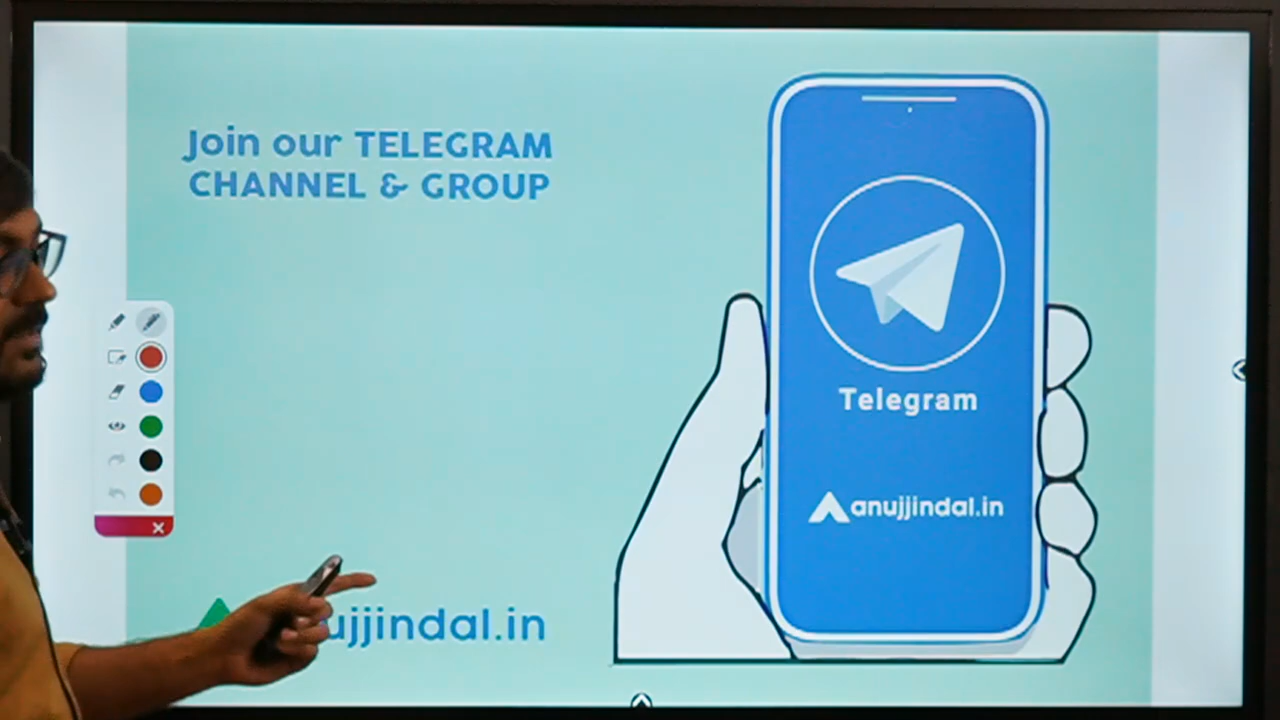 Join our TELEGRAM
CHANNEL & GROUP
Telegram
anujjindal.in
ujjindal.in